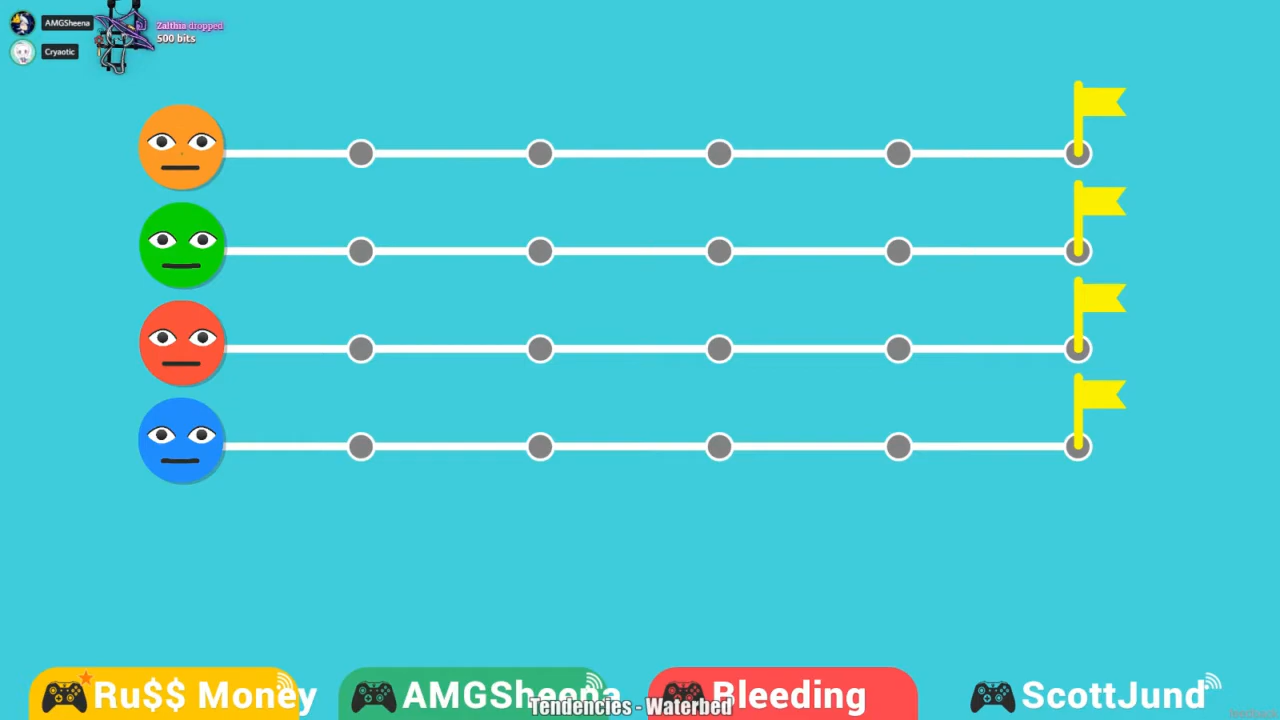 AMGSheena
Zalthia dropped
500 bits
Cryaotic
Ru$$ Money
AMGSheena
Bleeding
ScottJund
Tendencies - Waterbed